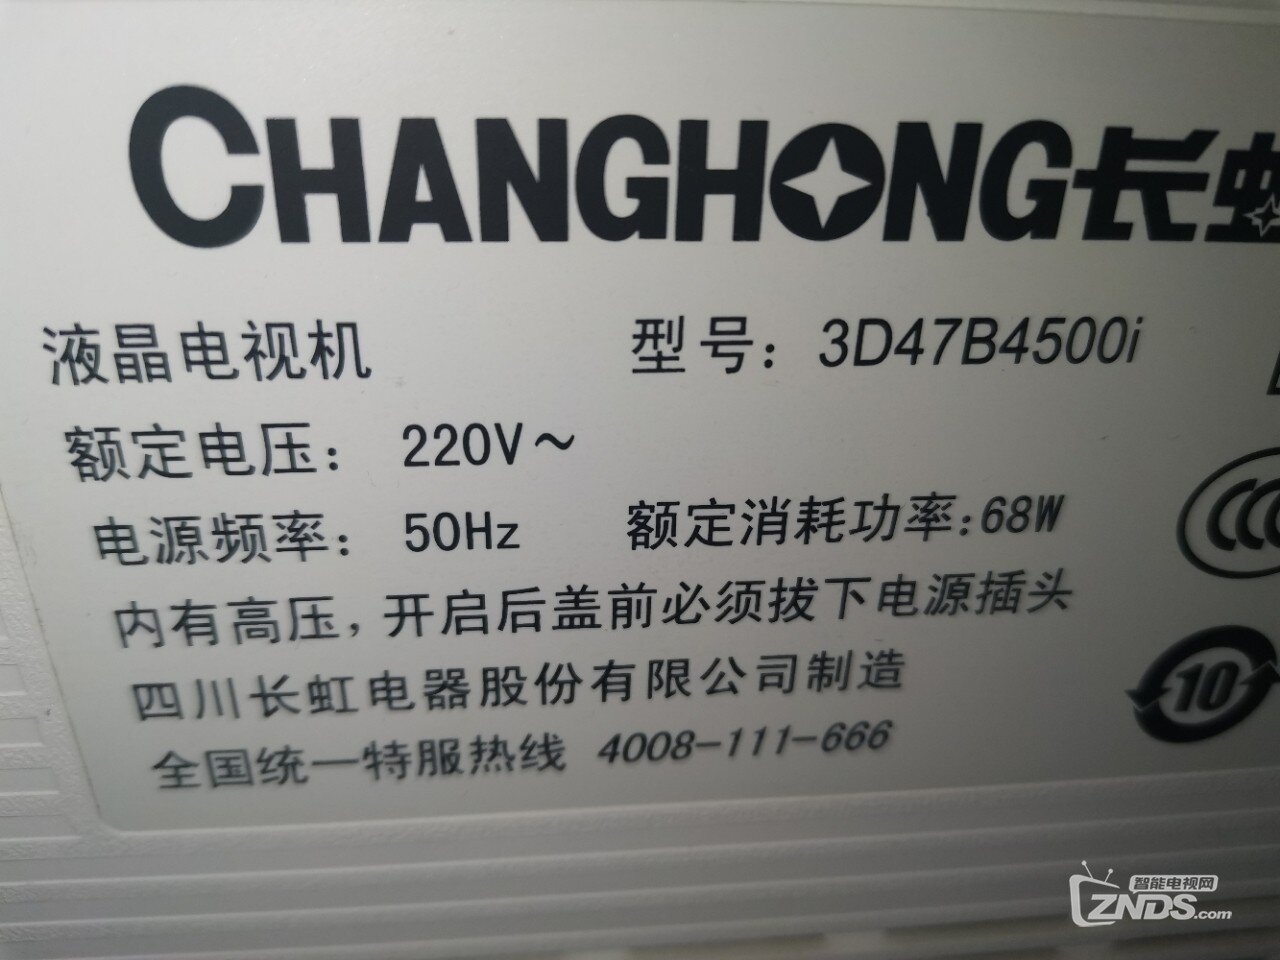 CHANGHONG长虹
液晶电视机 型号：3D47B4500i
额定电压：220V～
电源频率：50Hz 额定消耗功率：68W
内有高压，开启后盖前必须拔下电源插头
四川长虹电器股份有限公司制造
全国统一特服热线 4008-111-666
10
智能电视网
ZNDS.com